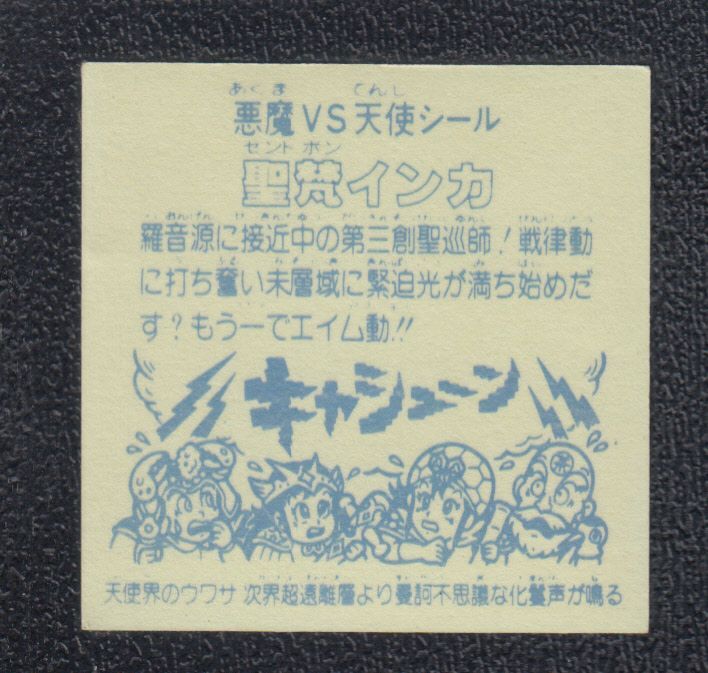 あくま てんし
悪魔VS天使シール
セント ボン
聖梵インカ
羅音源に接近中の第三創聖巡師!戦律動
に打ち奮い未層域に緊迫光が満ち始めだ
す?もう一でエイム動!!
キャシューン
天使界のウワサ 次界超遠離層より曼訶不思議な化鬘声が鳴る